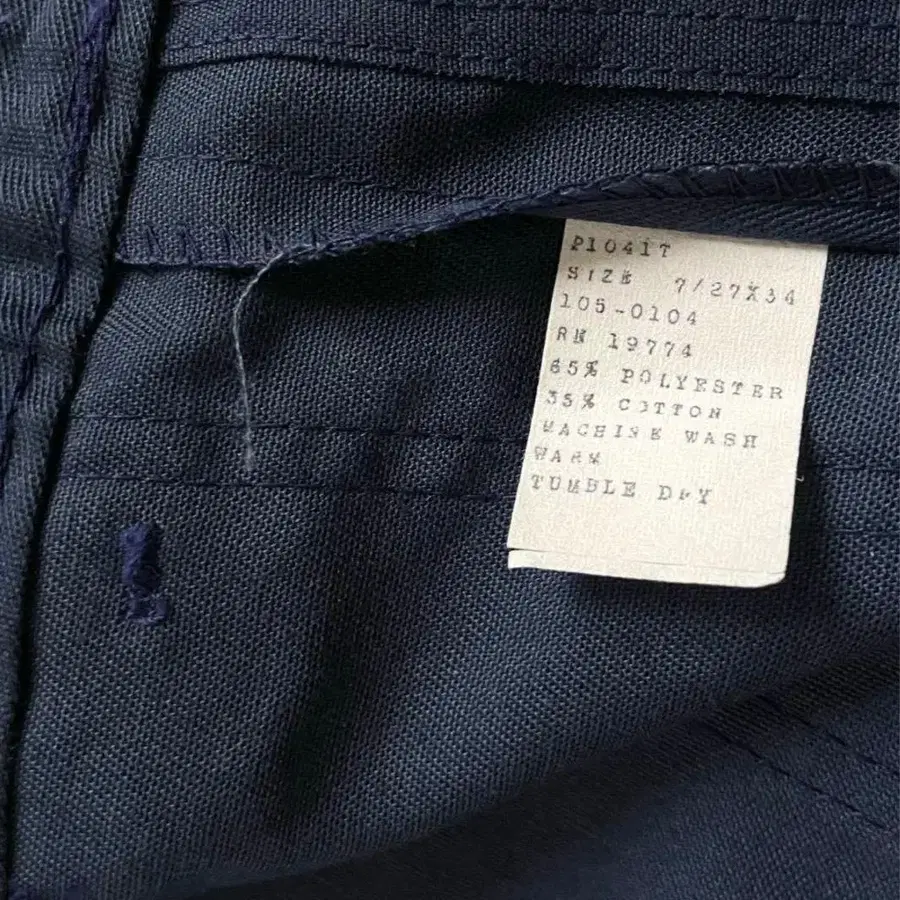 P1041T
SIZE 7/27X34
105-0104
RN 19774
65% POLYESTER
35% COTTON
MACHINE WASH
WARM
TUMBLE DRY